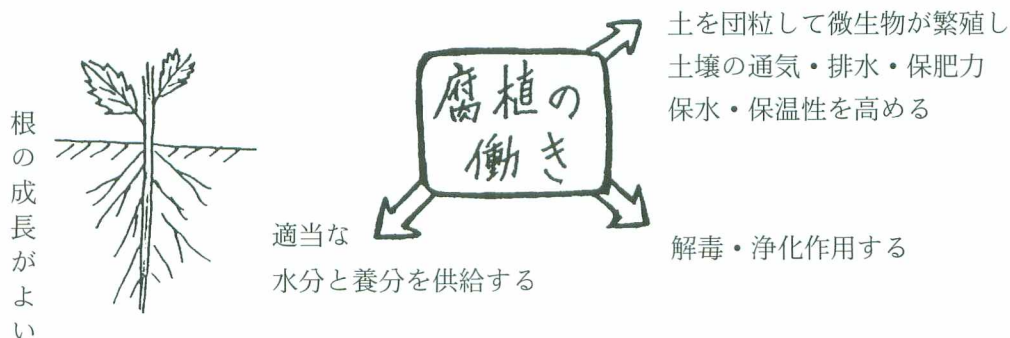 根の成長がよい
腐植の
働き
土を団粒して微生物が繁殖し
土壌の通気・排水・保肥力
保水・保温性を高める
適当な
水分と養分を供給する
解毒・浄化作用する